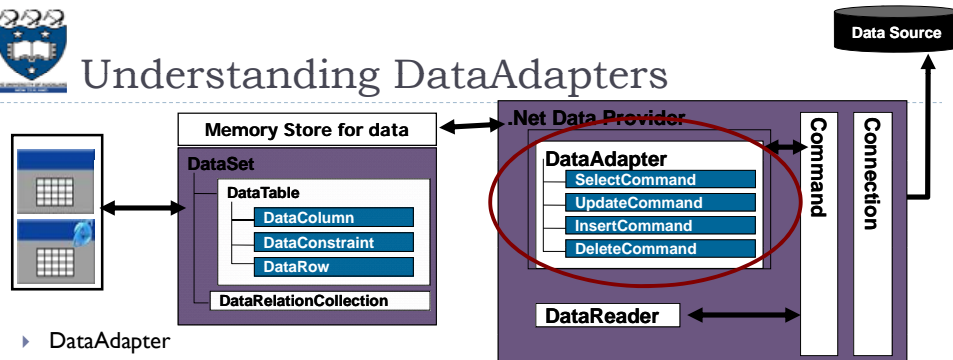 Data Source
Understanding DataAdapters
Memory Store for data
DataSet
DataTable
DataColumn
DataConstraint
DataRow
DataRelationCollection
.Net Data Provider
DataAdapter
SelectCommand
UpdateCommand
InsertCommand
DeleteCommand
DataReader
Command
Connection
DataAdapter